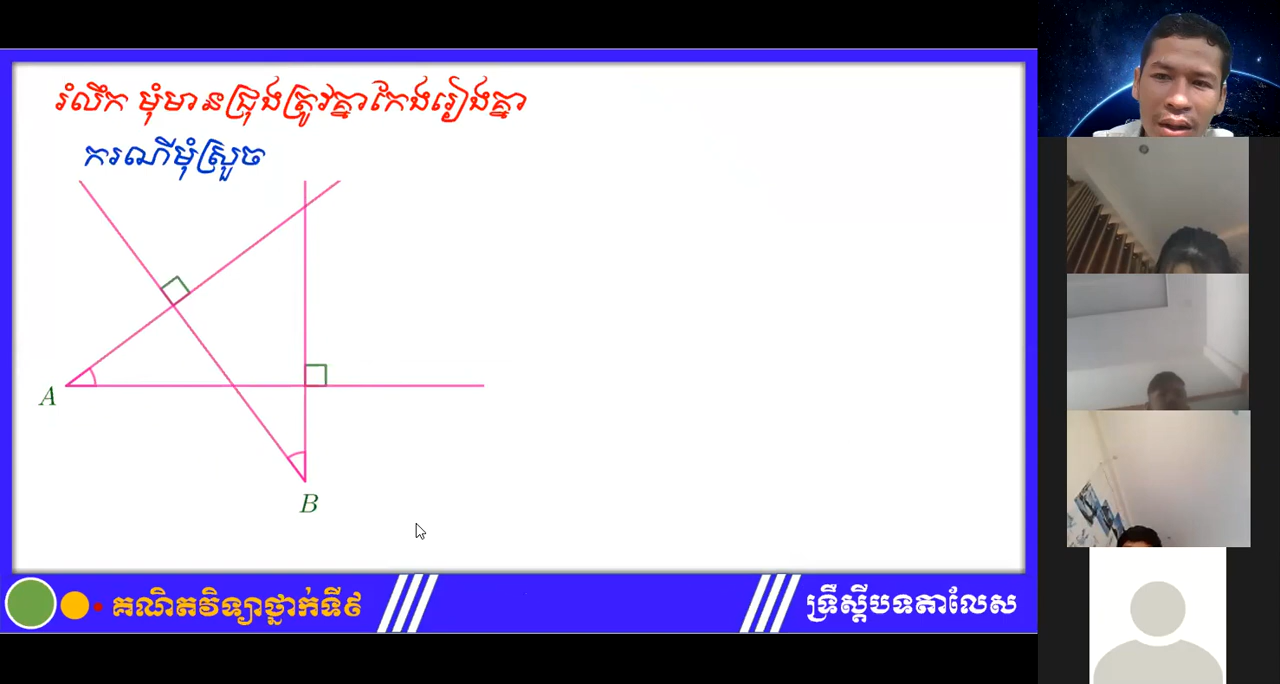 រំលឹក មុំមានជ្រុងត្រូវគ្នាកែងរៀងគ្នា
ករណីមុំស្រួច
A
B
គណិតវិទ្យាថ្នាក់ទី៩
ទ្រឹស្តីបទតាលែស